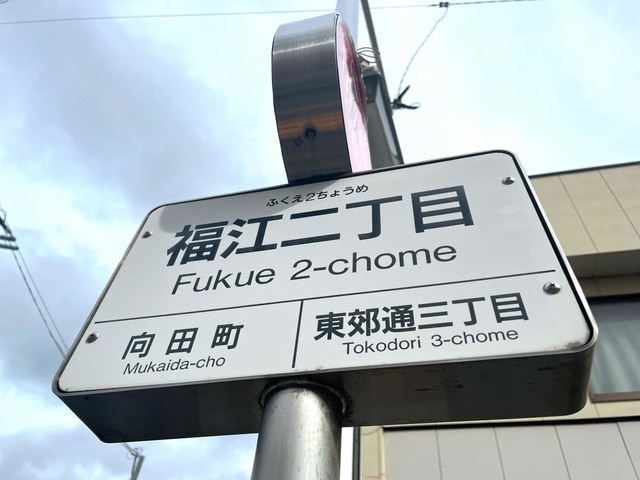 ふくえ2ちょうめ
福江二丁目
Fukue 2-chome
向田町
Mukaida-cho
東郊通三丁目
Tokodori 3-chome